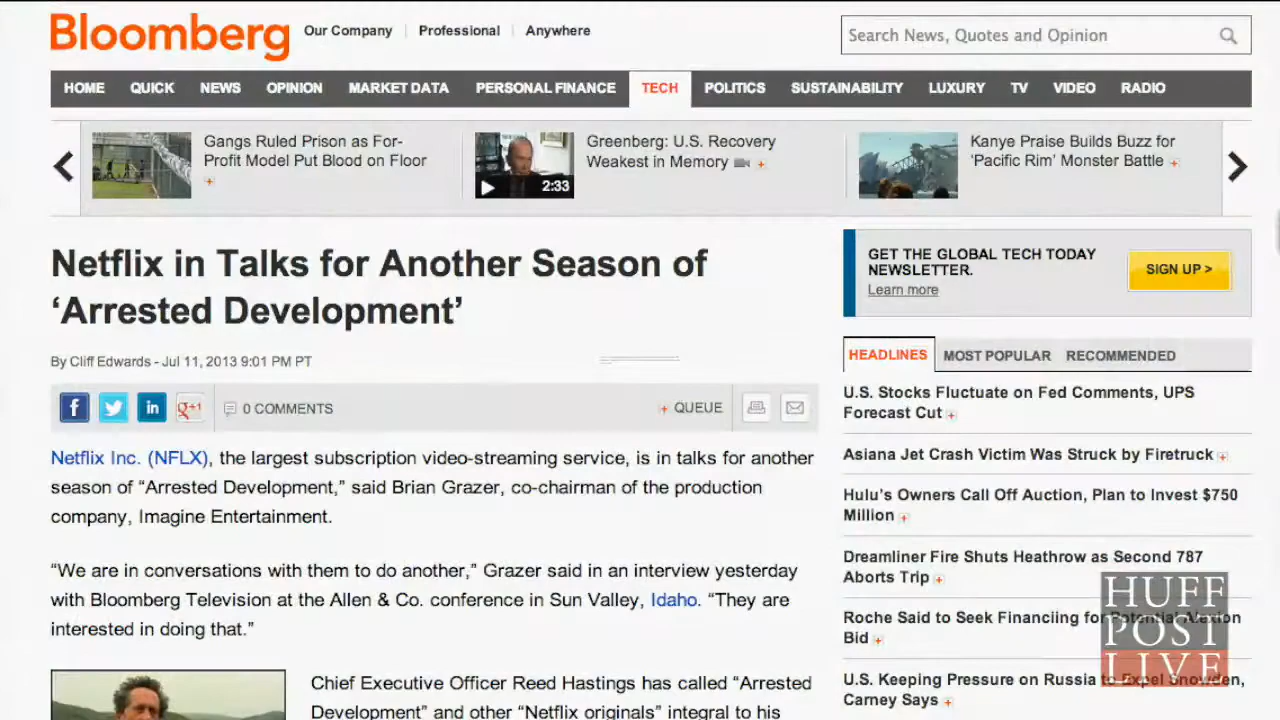 Bloomberg
Our Company
Professional
Anywhere
Search News, Quotes and Opinion
HOME
QUICK
NEWS
OPINION
MARKET DATA
PERSONAL FINANCE
TECH
POLITICS
SUSTAINABILITY
LUXURY
TV
VIDEO
RADIO
Gangs Ruled Prison as For-
Profit Model Put Blood on Floor
+
2:33
Greenberg: U.S. Recovery
Weakest in Memory +
Kanye Praise Builds Buzz for
'Pacific Rim' Monster Battle +
Netflix in Talks for Another Season of
‘Arrested Development’
By Cliff Edwards - Jul 11, 2013 9:01 PM PT
f
in
g+1
0 COMMENTS
+ QUEUE
Netflix Inc. (NFLX), the largest subscription video-streaming service, is in talks for another
season of “Arrested Development,” said Brian Grazer, co-chairman of the production
company, Imagine Entertainment.
“We are in conversations with them to do another,” Grazer said in an interview yesterday
with Bloomberg Television at the Allen & Co. conference in Sun Valley, Idaho. “They are
interested in doing that.”
Chief Executive Officer Reed Hastings has called “Arrested
Development” and other “Netflix originals” integral to his
GET THE GLOBAL TECH TODAY
NEWSLETTER.
Learn more
SIGN UP >
HEADLINES
MOST POPULAR
RECOMMENDED
U.S. Stocks Fluctuate on Fed Comments, UPS
Forecast Cut +
Asiana Jet Crash Victim Was Struck by Firetruck +
Hulu's Owners Call Off Auction, Plan to Invest $750
Million +
Dreamliner Fire Shuts Heathrow as Second 787
Aborts Trip +
Roche Said to Seek Financiing for Potential Alexion
Bid +
U.S. Keeping Pressure on Russia to Expel Snowden,
Carney Says +
HUFF
POST
LIVE